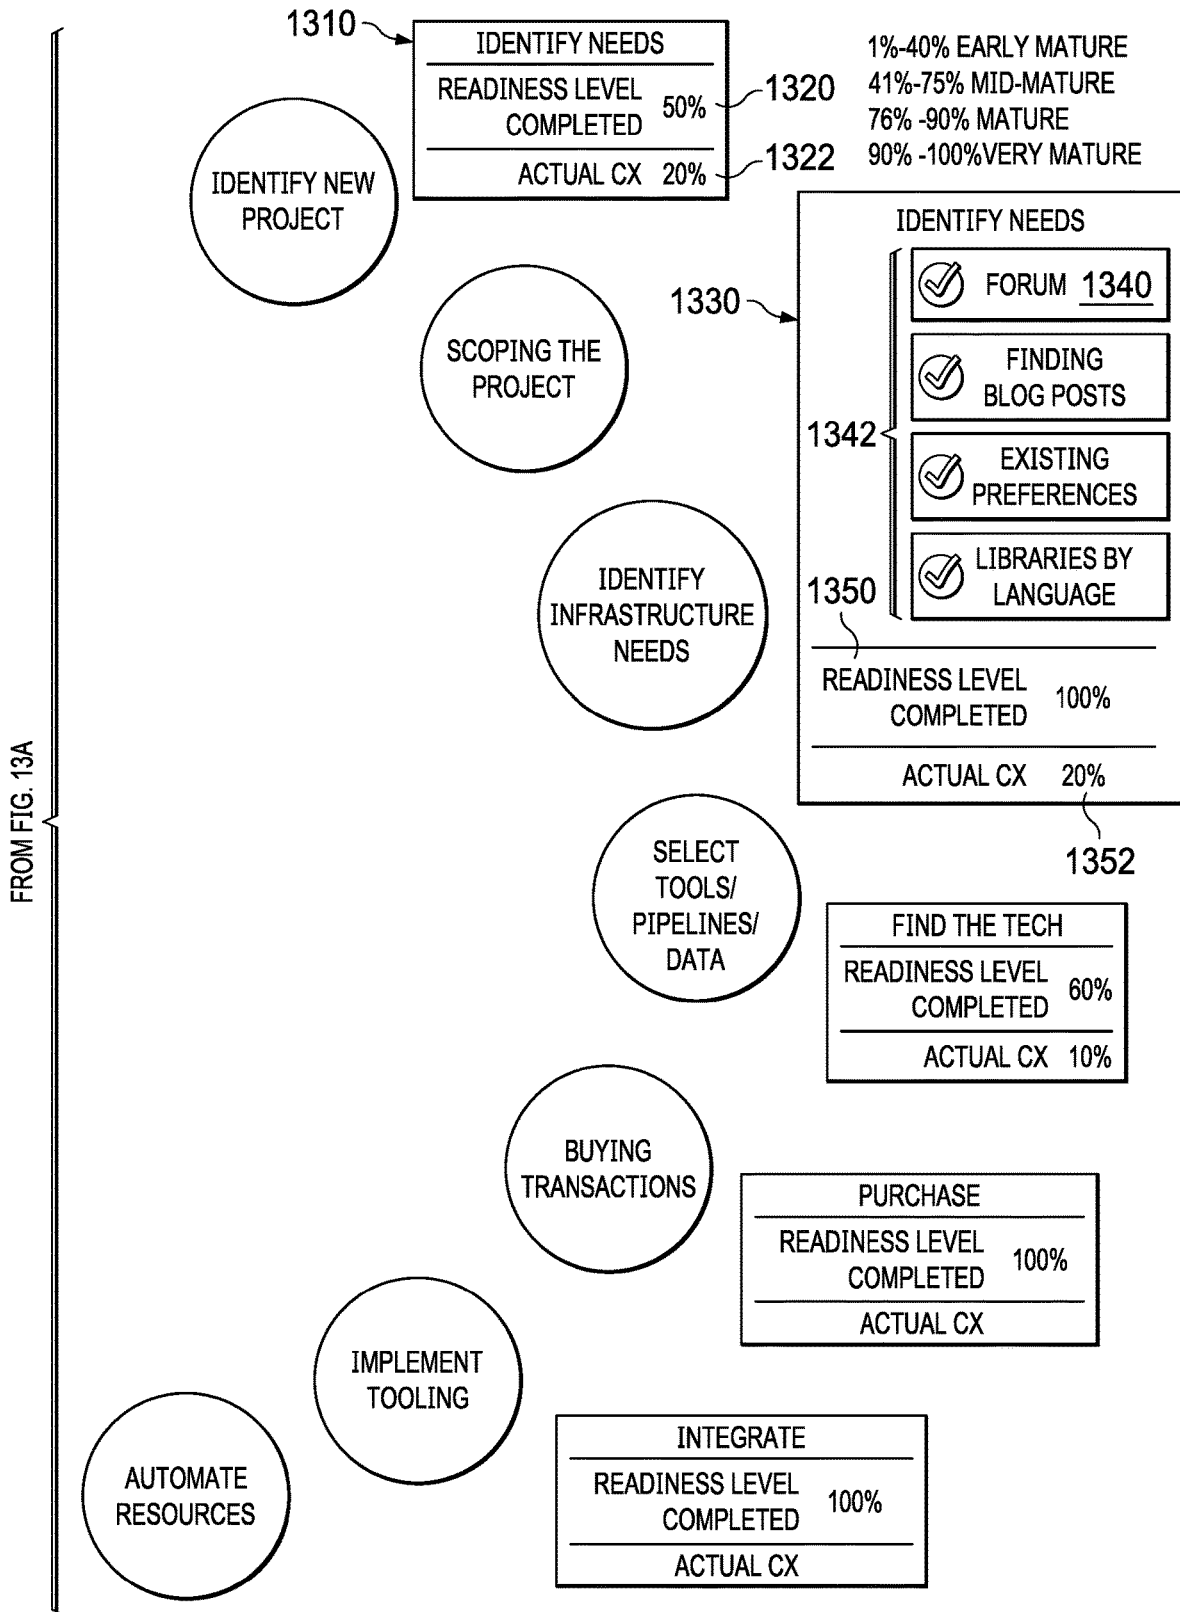 FROM FIG. 13A
1310
IDENTIFY NEEDS
READINESS LEVEL
COMPLETED 50%
ACTUAL CX 20%
1320
1322
1%-40% EARLY MATURE
41%-75% MID-MATURE
76% -90% MATURE
90% -100%VERY MATURE
IDENTIFY NEW
PROJECT
SCOPING THE
PROJECT
1330
IDENTIFY NEEDS
1342
FORUM 1340
FINDING
BLOG POSTS
EXISTING
PREFERENCES
LIBRARIES BY
LANGUAGE
1350
READINESS LEVEL
COMPLETED 100%
ACTUAL CX 20%
1352
IDENTIFY
INFRASTRUCTURE
NEEDS
SELECT
TOOLS/
PIPELINES/
DATA
FIND THE TECH
READINESS LEVEL
COMPLETED 60%
ACTUAL CX 10%
BUYING
TRANSACTIONS
PURCHASE
READINESS LEVEL
COMPLETED 100%
ACTUAL CX
IMPLEMENT
TOOLING
INTEGRATE
READINESS LEVEL
COMPLETED 100%
ACTUAL CX
AUTOMATE
RESOURCES